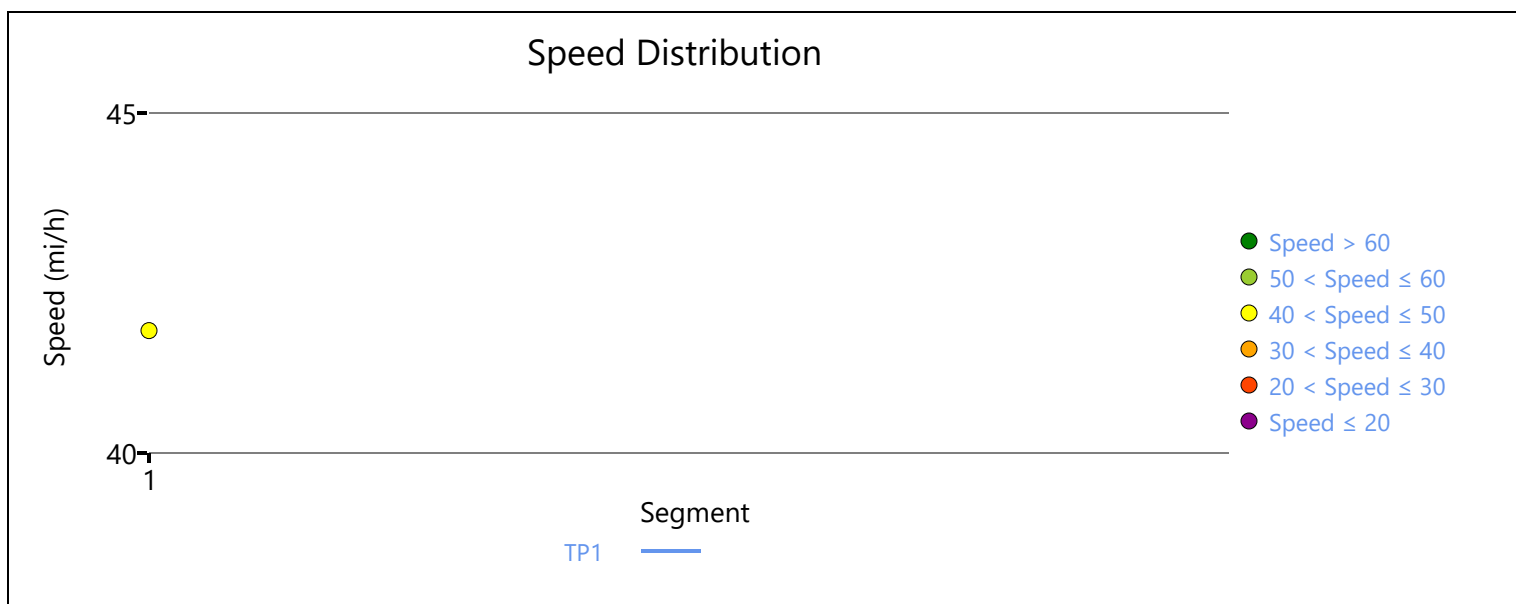 Speed Distribution
45
Speed (mi/h)
40
1
Segment
TP1
Speed > 60
50 < Speed ≤ 60
40 < Speed ≤ 50
30 < Speed ≤ 40
20 < Speed ≤ 30
Speed ≤ 20